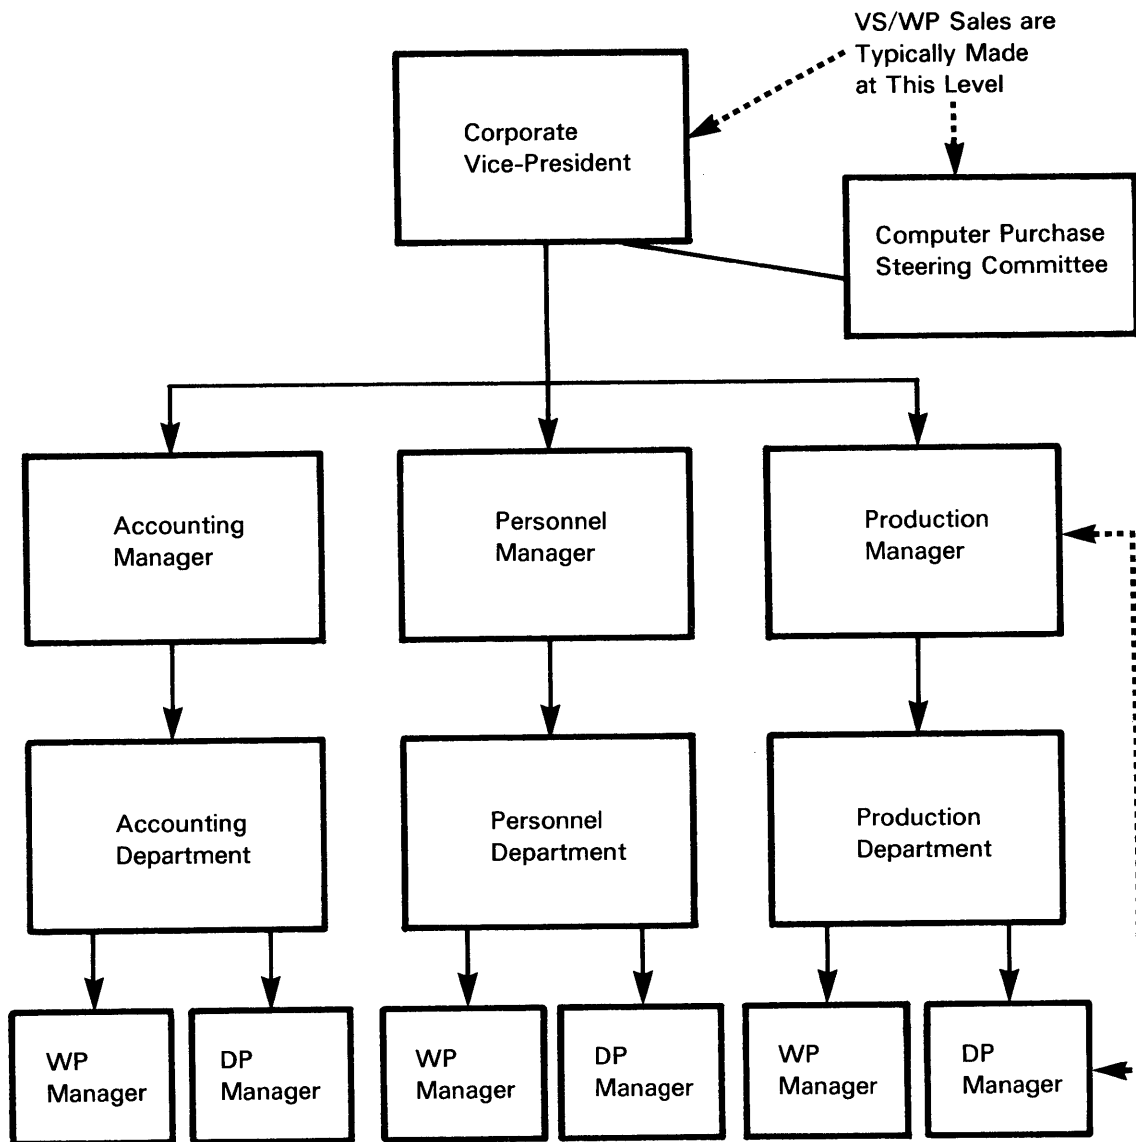 VS/WP Sales are
Typically Made
at This Level
Corporate
Vice-President
Computer Purchase
Steering Committee
Accounting
Manager
Personnel
Manager
Production
Manager
Accounting
Department
Personnel
Department
Production
Department
WP
Manager
DP
Manager
WP
Manager
DP
Manager
WP
Manager
DP
Manager